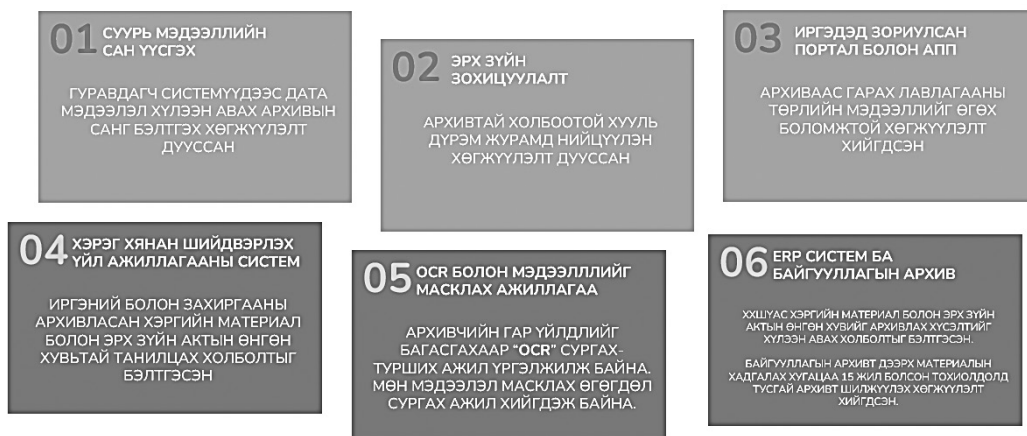 01 СУУРЬ МЭДЭЭЛЛИЙН
САН ҮҮСГЭХ
ГУРАВДАГЧ СИСТЕМҮҮДЭЭС ДАТА
МЭДЭЭЛЭЛ ХҮЛЭЭН АВАХ АРХИВЫН
САНГ БЭЛТГЭХ ХӨГЖҮҮЛЭЛТ
ДУУССАН
02 ЭРХ ЗҮЙН
ЗОХИЦУУЛАЛТ
АРХИВТАЙ ХОЛБООТОЙ ХУУЛЬ
ДҮРЭМ ЖУРАМД НИЙЦҮҮЛЭН
ХӨГЖҮҮЛЭЛТ ДУУССАН
03 ИРГЭДЭД ЗОРИУЛСАН
ПОРТАЛ БОЛОН АПП
АРХИВААС ГАРАХ ЛАВЛАГААНЫ
ТӨРЛИЙН МЭДЭЭЛЛИЙГ ӨГӨХ
БОЛОМЖТОЙ ХӨГЖҮҮЛЭЛТ
ХИЙГДСЭН
04 ХЭРЭГ ХЯНАН ШИЙДВЭРЛЭХ
ҮЙЛ АЖИЛЛАГААНЫ СИСТЕМ
ИРГЭНИЙ БОЛОН ЗАХИРГААНЫ
АРХИВЛАСАН ХЭРГИЙН МАТЕРИАЛ
БОЛОН ЭРХ ЗҮЙН АКТЫН ӨНГӨН
ХУВЬТАЙ ТАНИЛЦАХ ХОЛБОЛТЫГ
БЭЛТГЭСЭН
05 OCR БОЛОН МЭДЭЭЛЛЛИЙГ
МАСКЛАХ АЖИЛЛАГАА
АРХИВЧИЙН ГАР ҮЙЛДЛИЙГ
БАГАСГАХААР “OCR” СУРГАХ-
ТУРШИХ АЖИЛ ҮРГЭЛЖИЛЖ БАЙНА.
МӨН МЭДЭЭЛЭЛ МАСКЛАХ ӨГӨГДӨЛ
СУРГАХ АЖИЛ ХИЙГДЭЖ БАЙНА.
06 ERP СИСТЕМ БА
БАЙГУУЛЛАГЫН АРХИВ
ХХШҮАС ХЭРГИЙН МАТЕРИАЛ БОЛОН ЭРХ ЗҮЙН
АКТЫН ӨНГӨН ХУВИЙГ АРХИВЛАХ ХҮСЭЛТИЙГ
ХҮЛЭЭН АВАХ ХОЛБОЛТЫГ БЭЛТГЭСЭН.
БАЙГУУЛЛАГЫН АРХИВТ ДЭЭРХ МАТЕРИАЛЫН
ХАДГАЛАХ ХУГАЦАА 15 ЖИЛ БОЛСОН ТОХИОЛДОЛД
ТУСГАЙ АРХИВТ ШИЛЖҮҮЛЭХ ХӨГЖҮҮЛЭЛТ
ХИЙГДСЭН.